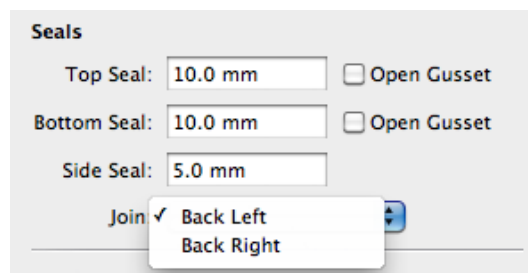 Seals
Top Seal: 10.0 mm Open Gusset
Bottom Seal: 10.0 mm Open Gusset
Side Seal: 5.0 mm
Join: ✓ Back Left
Back Right